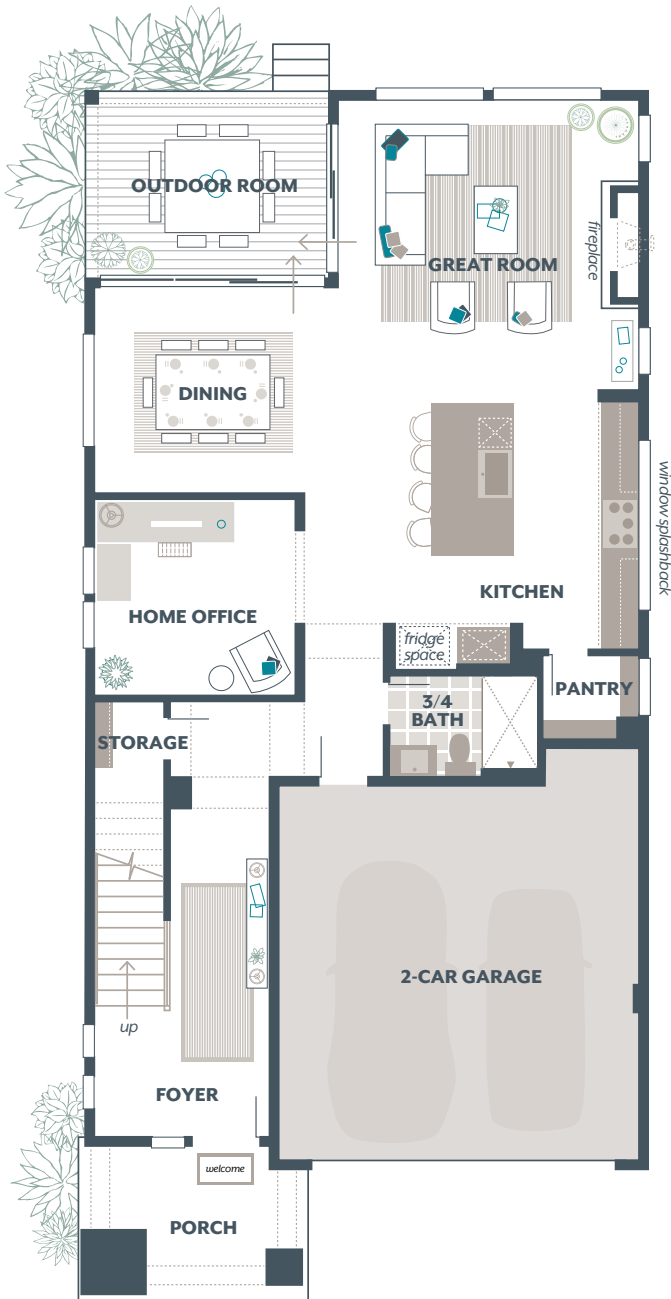 OUTDOOR ROOM
GREAT ROOM
fireplace
DINING
window splashback
KITCHEN
HOME OFFICE
fridge
space
3/4
BATH
PANTRY
STORAGE
2-CAR GARAGE
up
FOYER
welcome
PORCH